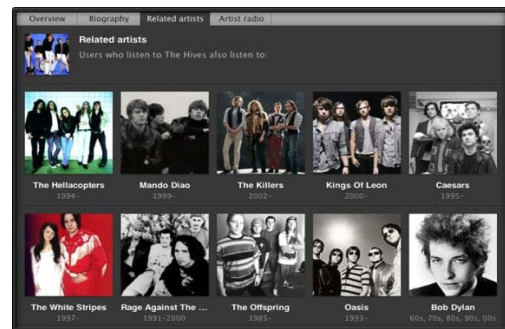 Overview Biography Related artists Artist radio
Related artists
Users who listen to The Hives also listen to:
The Hellacopters Mando Diao The Killers Kings Of Leon Caesars
1994- 1999- 2002- 2000- 1995-
The White Stripes Rage Against The ... The Offspring Oasis Bob Dylan
1997- 1991-2000 1985- 1993- 60s, 70s, 80s, 90s, 00s